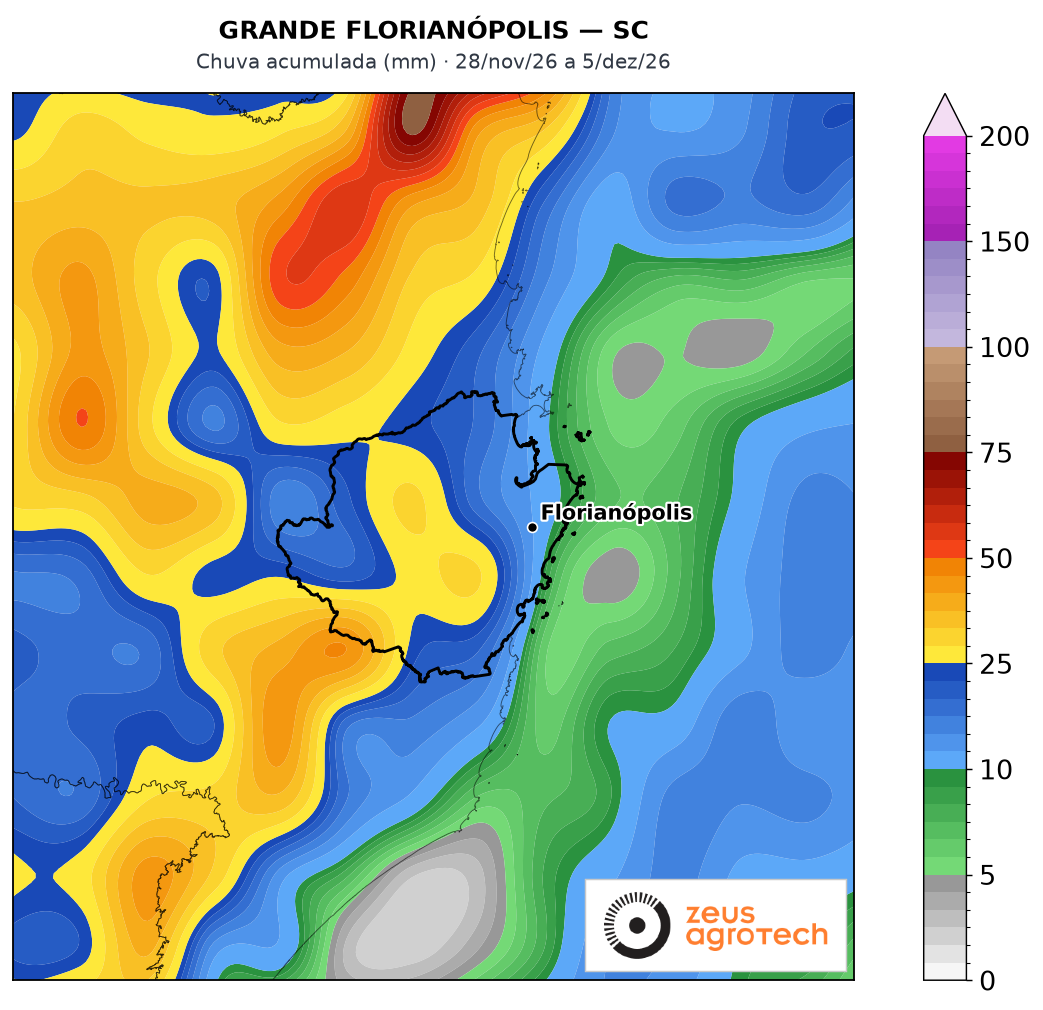 GRANDE FLORIANÓPOLIS — SC
Chuva acumulada (mm) · 28/nov/26 a 5/dez/26
200
150
100
75
50
25
10
5
0
Florianópolis
zeus
agrotech